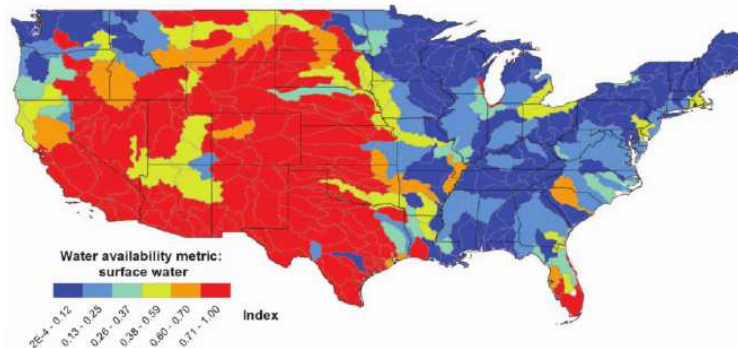 Water availability metric:
surface water
Index
2E-4 - 0.12
0.13 - 0.25
0.26 - 0.37
0.38 - 0.59
0.60 - 0.70
0.71 - 1.00